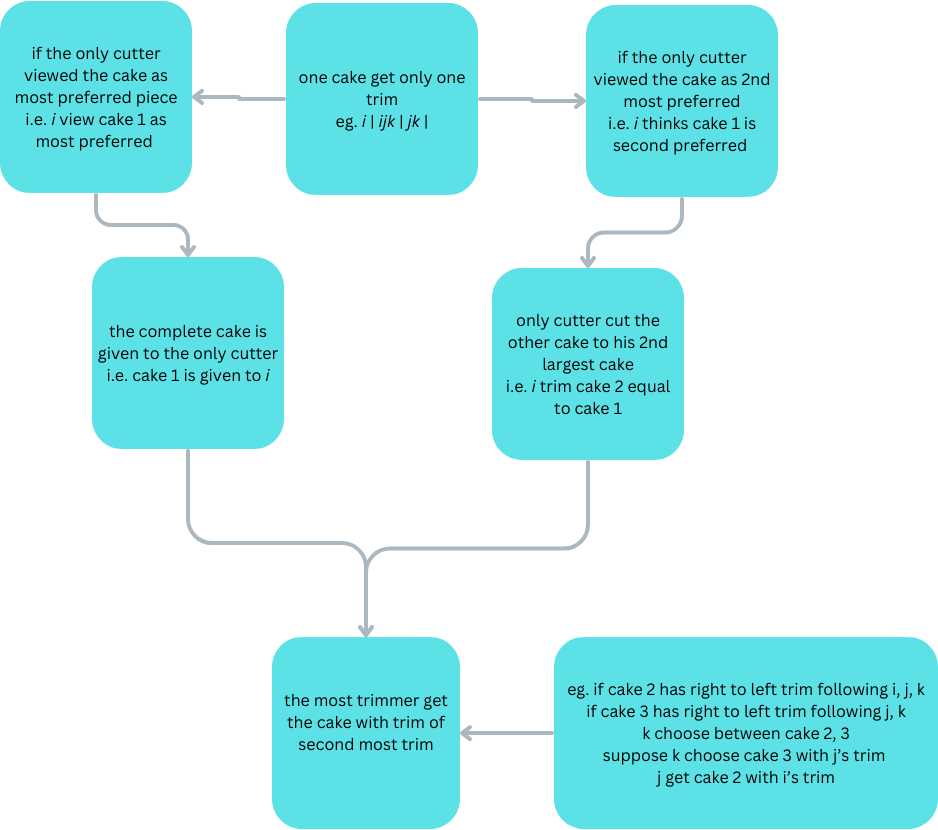 if the only cutter
viewed the cake as
most preferred piece
i.e. i view cake 1 as
most preferred
one cake get only one
trim
eg. i | ijk | jk |
if the only cutter
viewed the cake as 2nd
most preferred
i.e. i thinks cake 1 is
second preferred
the complete cake is
given to the only cutter
i.e. cake 1 is given to i
only cutter cut the
other cake to his 2nd
largest cake
i.e. i trim cake 2 equal
to cake 1
the most trimmer get
the cake with trim of
second most trim
eg. if cake 2 has right to left trim following i, j, k
if cake 3 has right to left trim following j, k
k choose between cake 2, 3
suppose k choose cake 3 with j’s trim
j get cake 2 with i’s trim